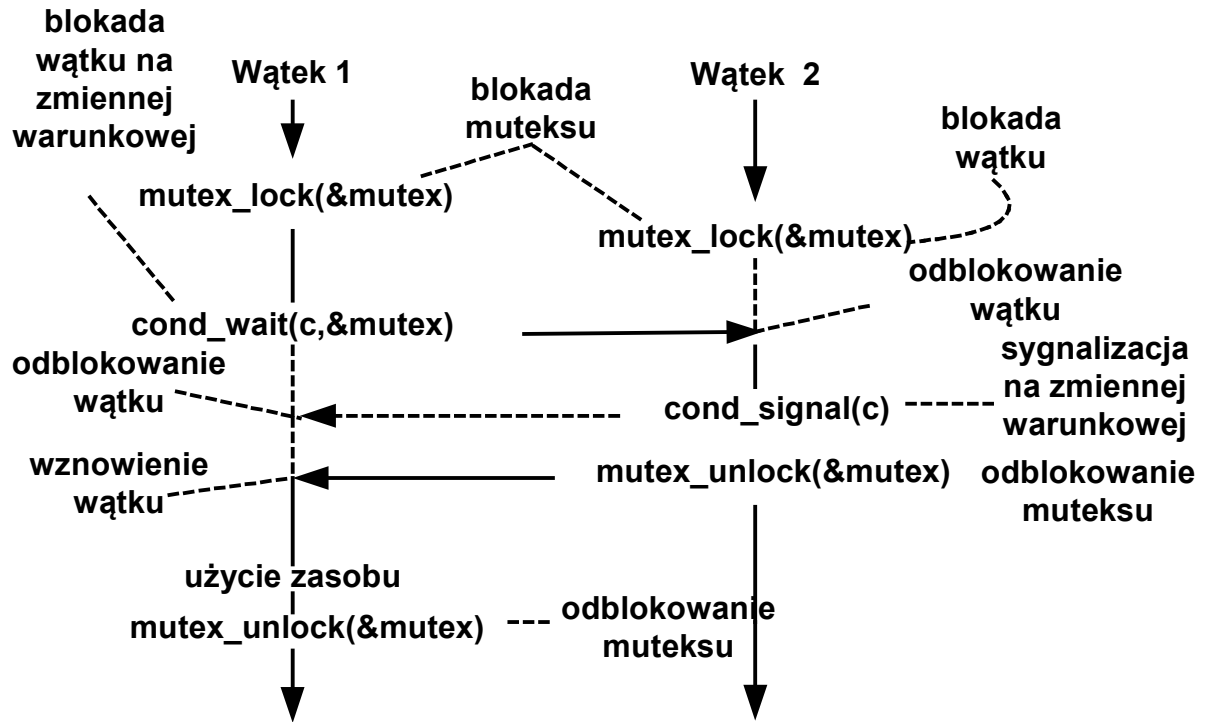 blokada
wątku na
zmiennej
warunkowej
Wątek 1
blokada
muteksu
Wątek  2
blokada
wątku
mutex_lock(&mutex)
mutex_lock(&mutex)
odblokowanie
wątku
cond_wait(c,&mutex)
odblokowanie
wątku
sygnalizacja
na zmiennej
warunkowej
cond_signal(c)
wznowienie
wątku
mutex_unlock(&mutex)
odblokowanie
muteksu
użycie zasobu
mutex_unlock(&mutex)
odblokowanie
muteksu